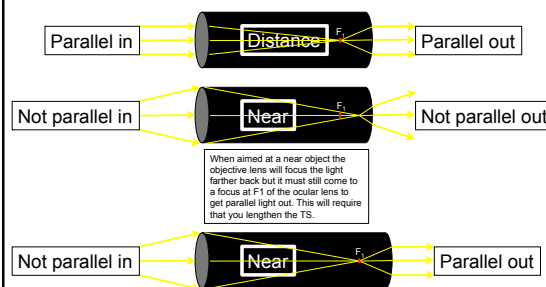 Parallel in
Distance
F1
Parallel out
Not parallel in
Near
F1
Not parallel out
When aimed at a near object the
objective lens will focus the light
farther back but it must still come to
a focus at F1 of the ocular lens to
get parallel light out. This will require
that you lengthen the TS.
Not parallel in
Near
F1
Parallel out